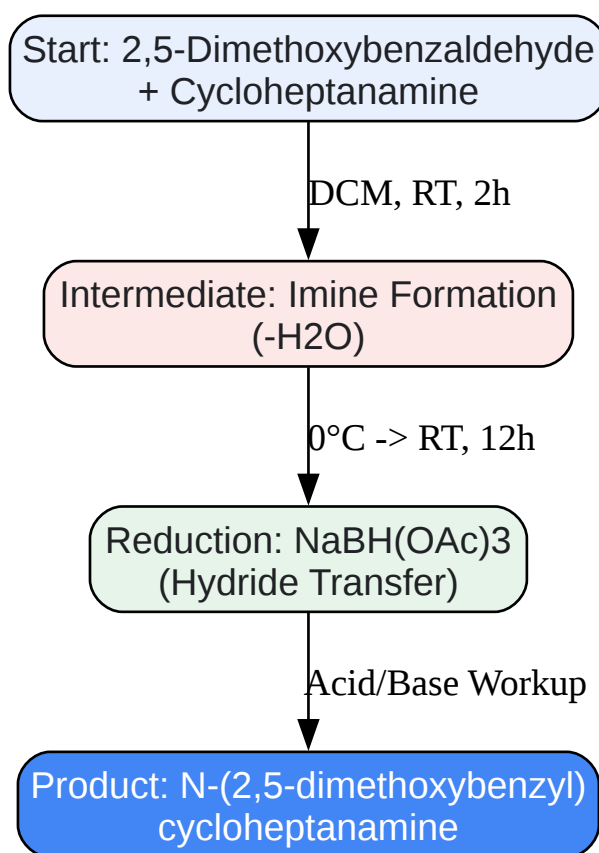 Start: 2,5-Dimethoxybenzaldehyde
+ Cycloheptanamine
DCM, RT, 2h
Intermediate: Imine Formation
(-H2O)
0°C -> RT, 12h
Reduction: NaBH(OAc)3
(Hydride Transfer)
Acid/Base Workup
Product: N-(2,5-dimethoxybenzyl)
cycloheptanamine